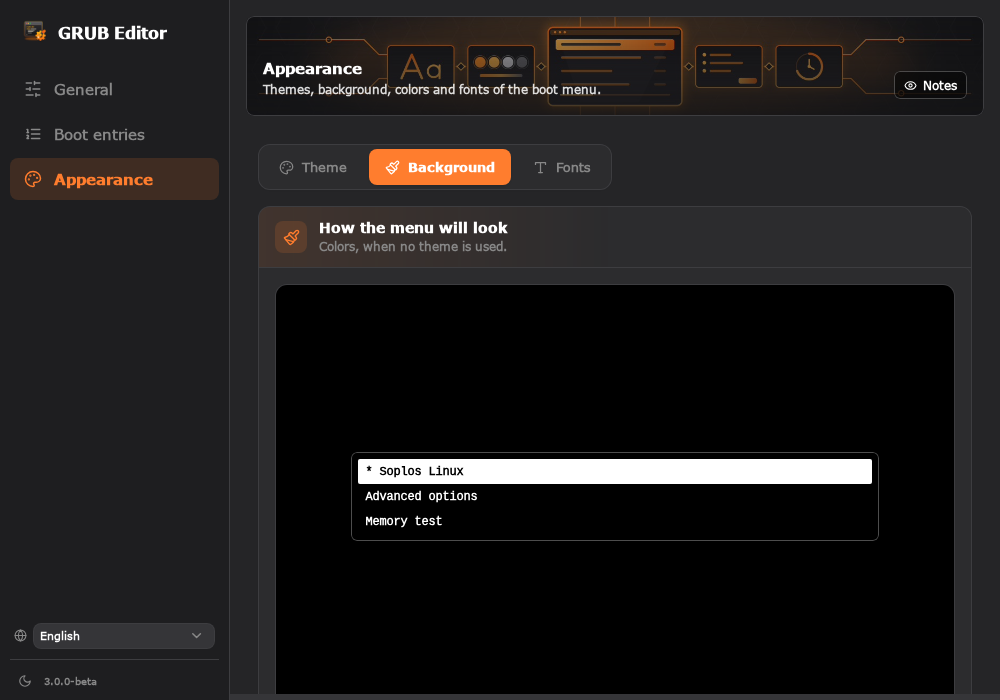 GRUB Editor
General
Boot entries
Appearance
English
3.0.0-beta
Aa
Appearance
Themes, background, colors and fonts of the boot menu.
Notes
Theme
Background
Fonts
How the menu will look
Colors, when no theme is used.
* Soplos Linux
Advanced options
Memory test